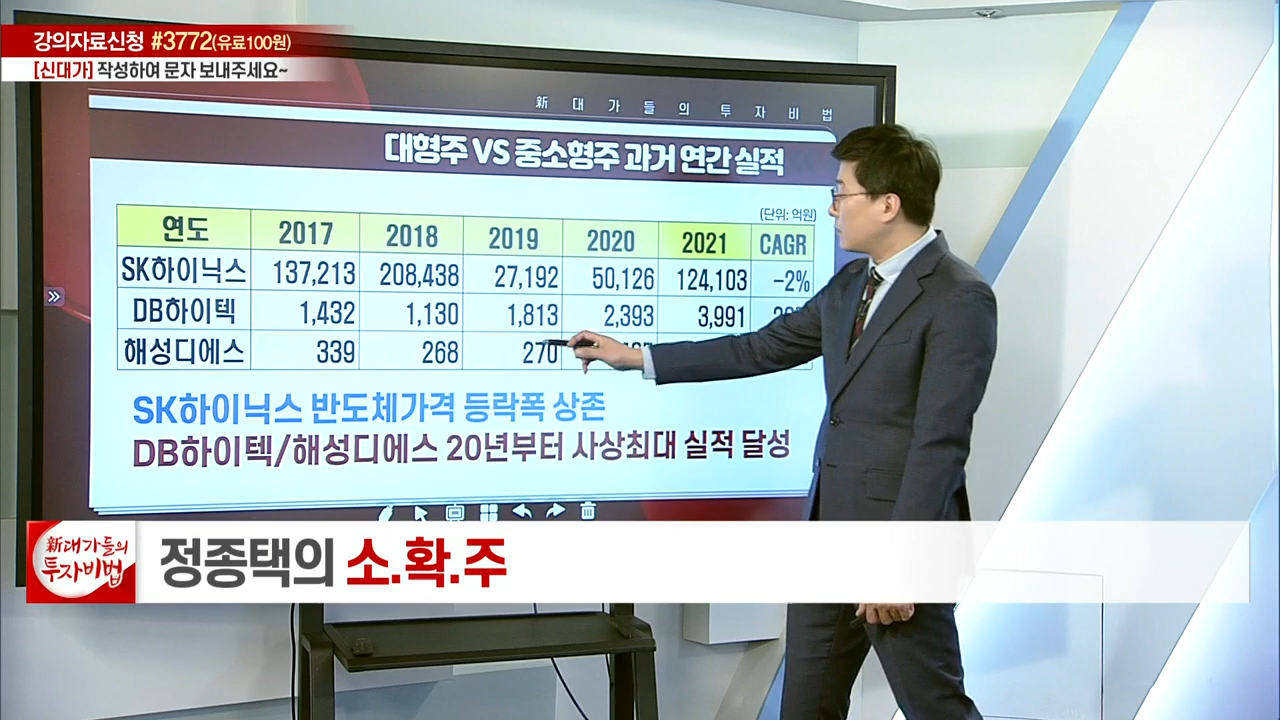 강의자료신청 #3772(유료100원)
[신대가] 작성하여 문자 보내주세요~
新 대 가 들 의 투 자 비 법
대형주 VS 중소형주 과거 연간 실적
(단위: 억원)
연도 2017 2018 2019 2020 2021 CAGR
SK하이닉스 137,213 208,438 27,192 50,126 124,103 -2%
DB하이텍 1,432 1,130 1,813 2,393 3,991
해성디에스 339 268 270
SK하이닉스 반도체가격 등락폭 상존
DB하이텍/해성디에스 20년부터 사상최대 실적 달성
新대가들의
투자비법
정종택의 소.확.주